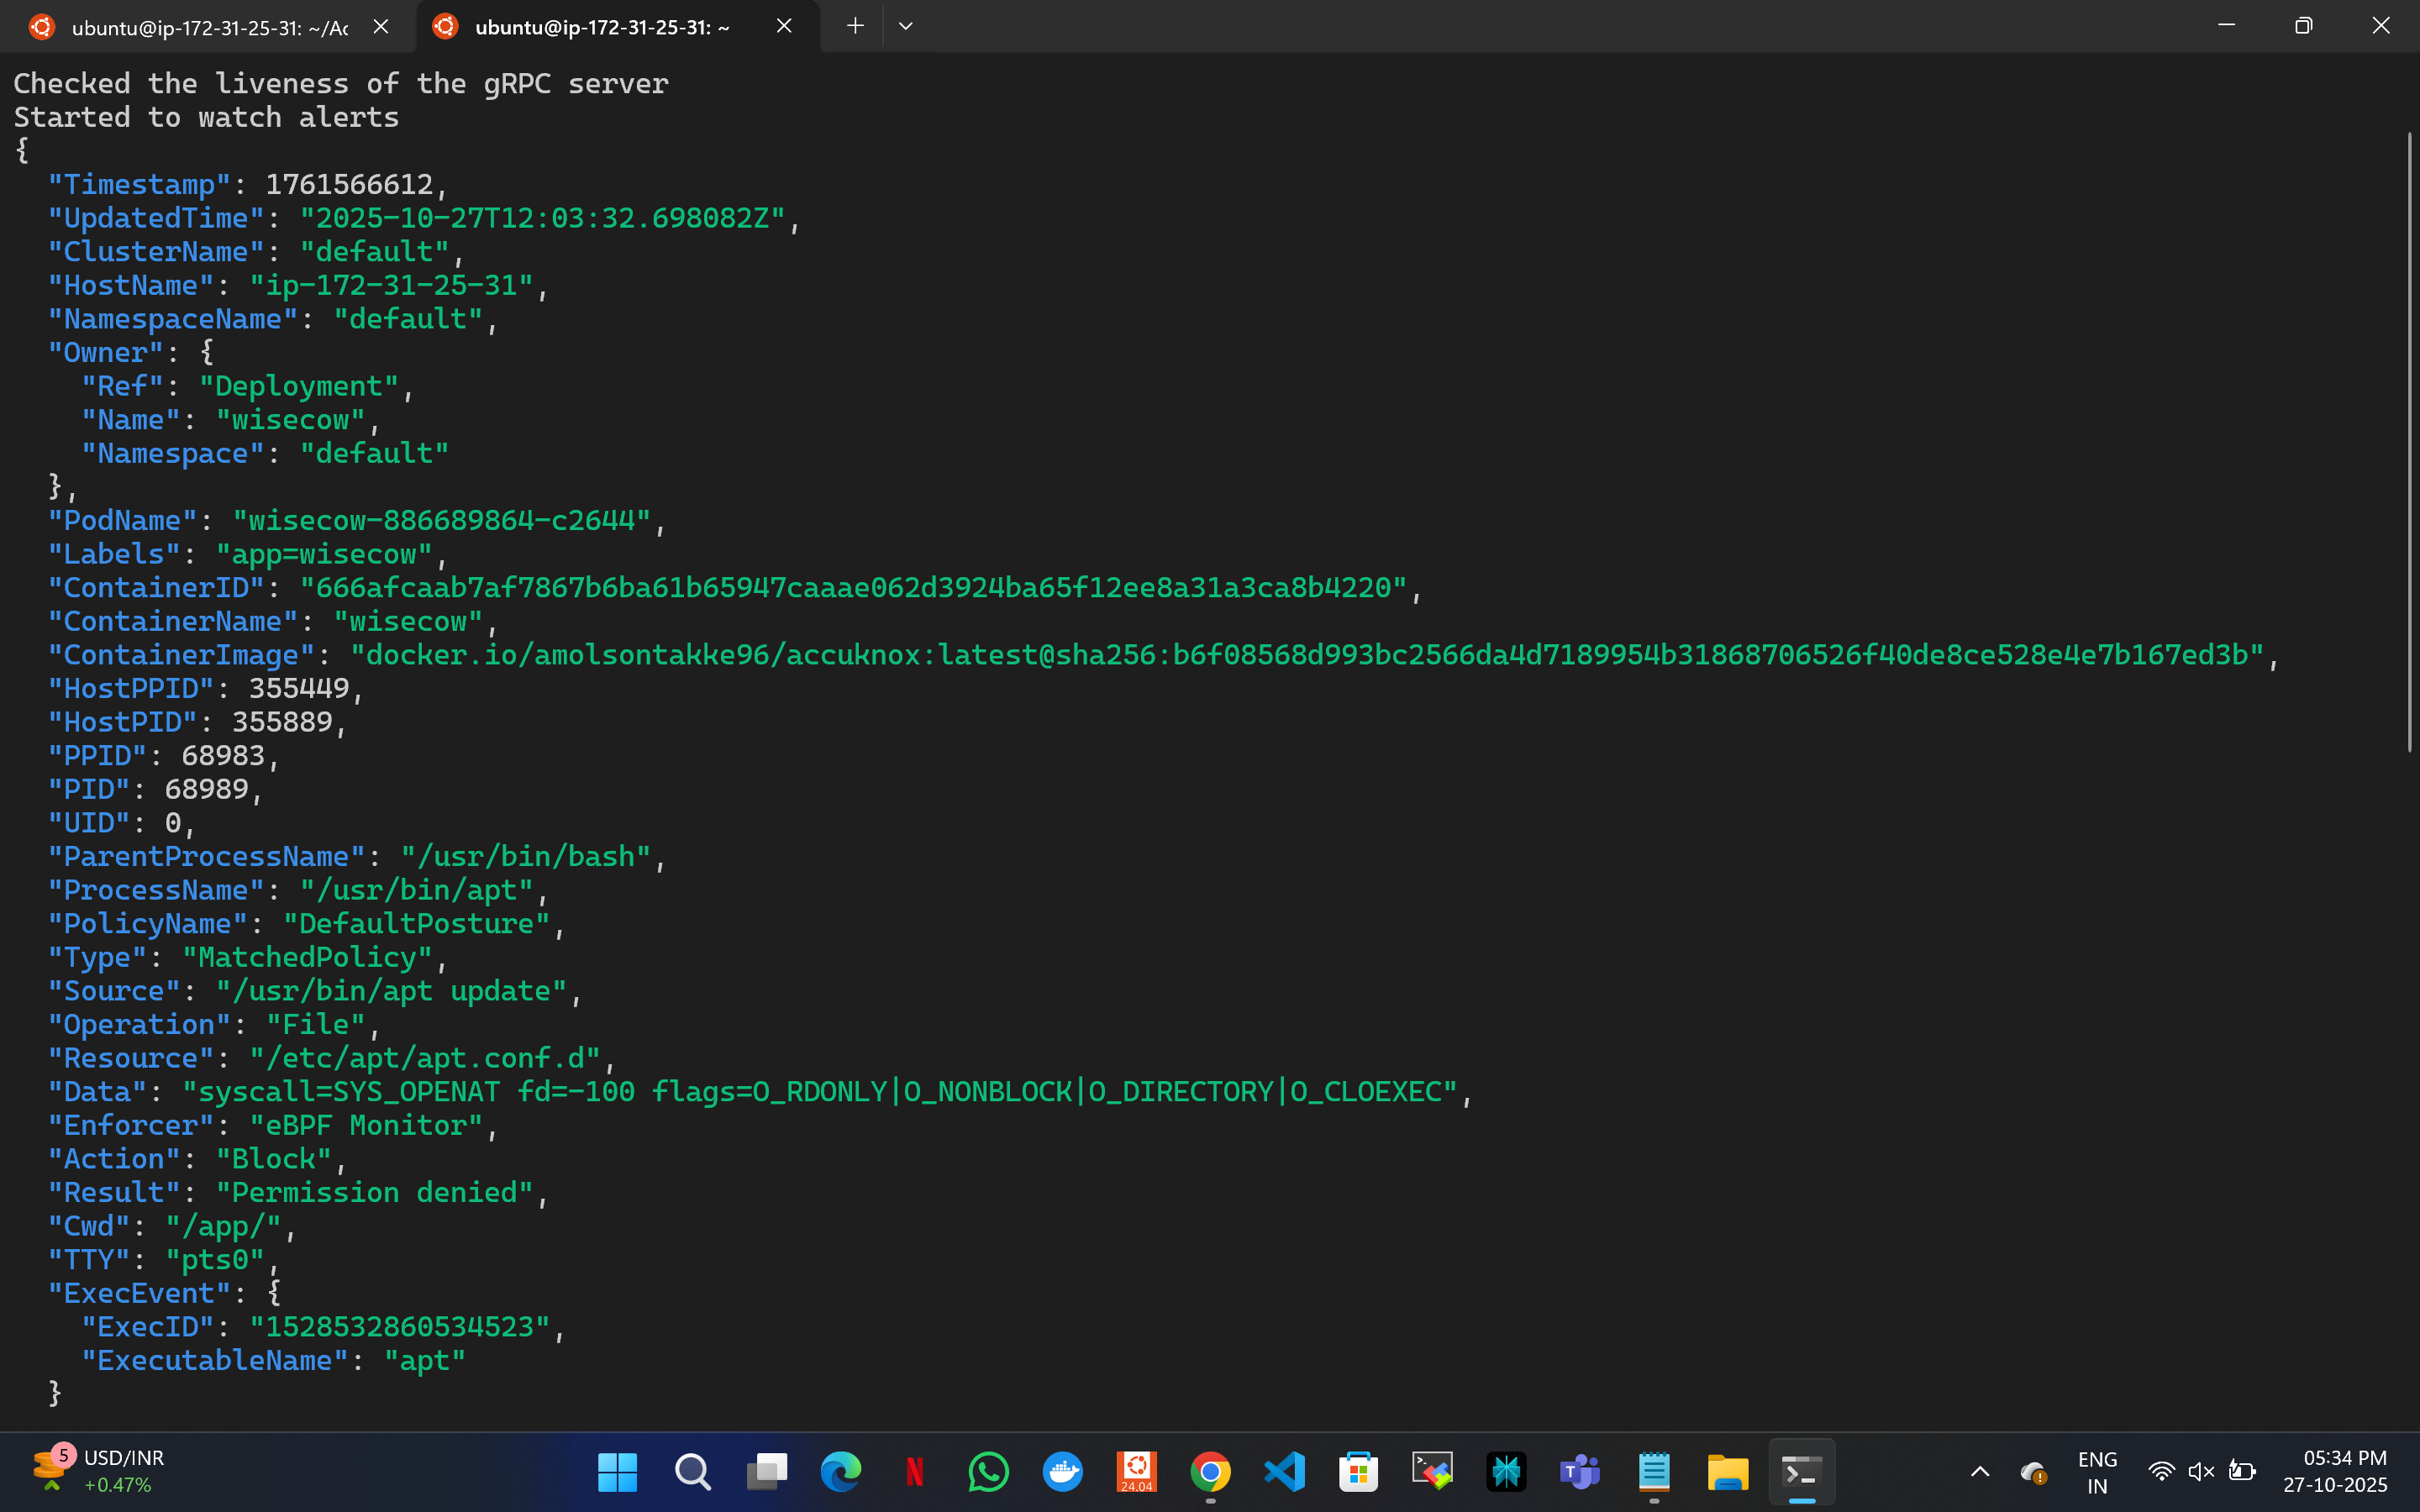 ubuntu@ip-172-31-25-31: ~/Ac
ubuntu@ip-172-31-25-31: ~
Checked the liveness of the gRPC server
Started to watch alerts
{
  "Timestamp": 1761566612,
  "UpdatedTime": "2025-10-27T12:03:32.698082Z",
  "ClusterName": "default",
  "HostName": "ip-172-31-25-31",
  "NamespaceName": "default",
  "Owner": {
    "Ref": "Deployment",
    "Name": "wisecow",
    "Namespace": "default"
  },
  "PodName": "wisecow-886689864-c2644",
  "Labels": "app=wisecow",
  "ContainerID": "666afcaab7af7867b6ba61b65947caaae062d3924ba65f12ee8a31a3ca8b4220",
  "ContainerName": "wisecow",
  "ContainerImage": "docker.io/amolsontakke96/accuknox:latest@sha256:b6f08568d993bc2566da4d7189954b31868706526f40de8ce528e4e7b167ed3b",
  "HostPPID": 355449,
  "HostPID": 355889,
  "PPID": 68983,
  "PID": 68989,
  "UID": 0,
  "ParentProcessName": "/usr/bin/bash",
  "ProcessName": "/usr/bin/apt",
  "PolicyName": "DefaultPosture",
  "Type": "MatchedPolicy",
  "Source": "/usr/bin/apt update",
  "Operation": "File",
  "Resource": "/etc/apt/apt.conf.d",
  "Data": "syscall=SYS_OPENAT fd=-100 flags=O_RDONLY|O_NONBLOCK|O_DIRECTORY|O_CLOEXEC",
  "Enforcer": "eBPF Monitor",
  "Action": "Block",
  "Result": "Permission denied",
  "Cwd": "/app/",
  "TTY": "pts0",
  "ExecEvent": {
    "ExecID": "1528532860534523",
    "ExecutableName": "apt"
  }
5
USD/INR
+0.47%
24.04
ENG
IN
05:34 PM
27-10-2025